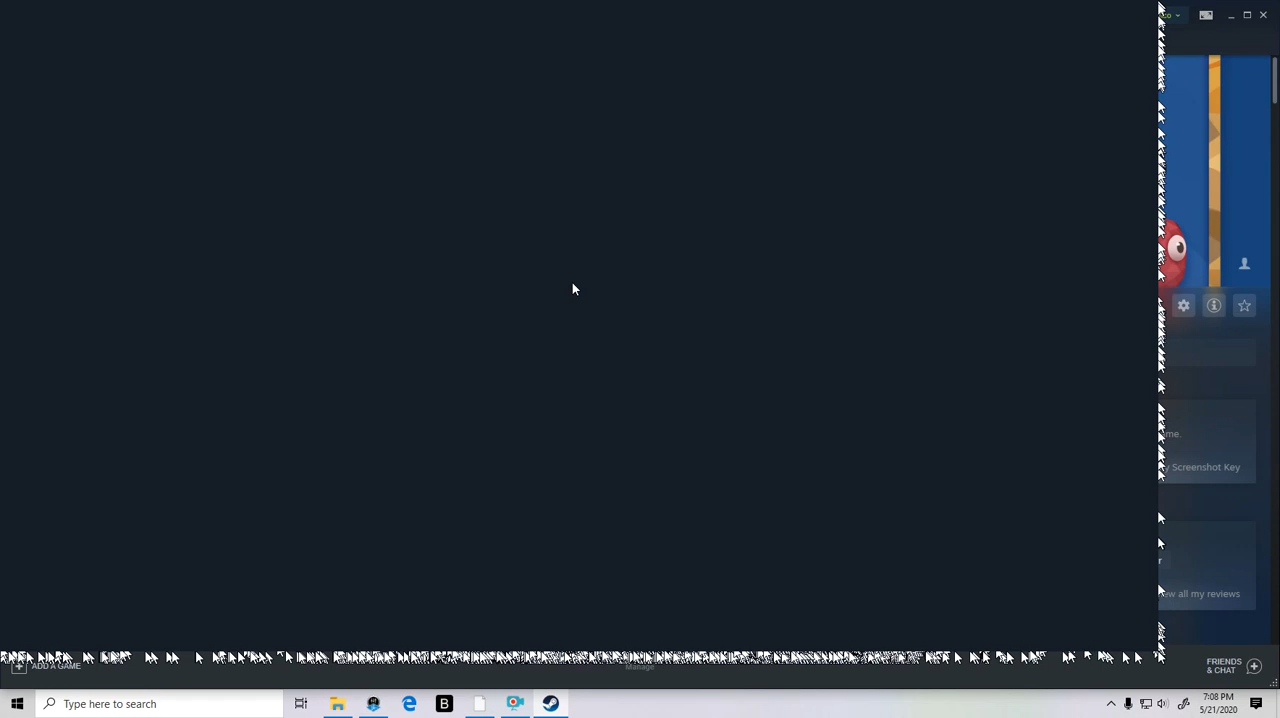 me.
y Screenshot Key
r
ew all my reviews
ADD A GAME
Manage
FRIENDS
& CHAT
Type here to search
B
7:08 PM
5/21/2020